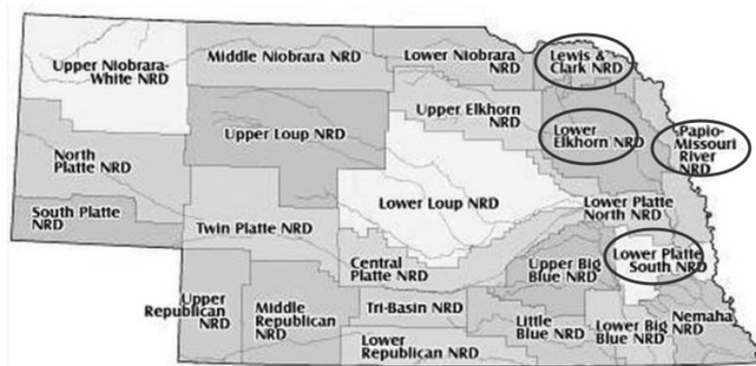 Upper Niobrara-
White NRD
Middle Niobrara NRD
Lower Niobrara
NRD
Lewis &
Clark NRD
Upper Elkhorn
NRD
Lower
Elkhorn NRD
Papio-
Missouri
River
NRD
Upper Loup NRD
North
Platte NRD
Lower Loup NRD
Lower Platte
North NRD
South Platte
NRD
Twin Platte NRD
Central
Platte NRD
Upper Big
Blue NRD
Lower Platte
South NRD
Upper
Republican
NRD
Middle
Republican
NRD
Tri-Basin NRD
Little
Blue NRD
Lower Big
Blue NRD
Nemaha
NRD
Lower
Republican NRD